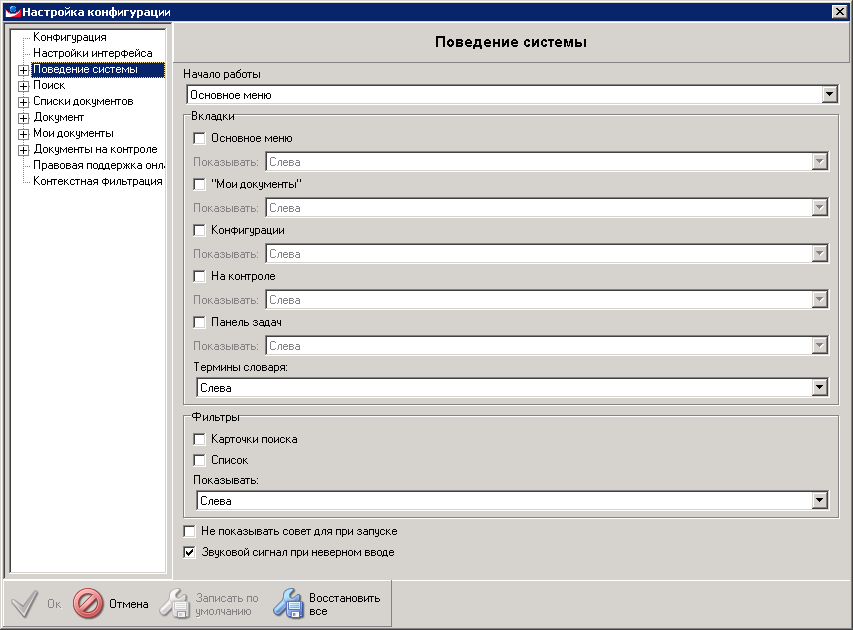 Настройка конфигурации
Конфигурация
Настройки интерфейса
Поведение системы
Поиск
Списки документов
Документ
Мои документы
Документы на контроле
Правовая поддержка онл
Контекстная фильтрация
Поведение системы
Начало работы
Основное меню
Вкладки
Основное меню
Показывать: Слева
"Мои документы"
Показывать: Слева
Конфигурации
Показывать: Слева
На контроле
Показывать: Слева
Панель задач
Показывать: Слева
Термины словаря:
Слева
Фильтры
Карточки поиска
Список
Показывать:
Слева
Не показывать совет для при запуске
Звуковой сигнал при неверном вводе
Ок
Отмена
Записать по
умолчанию
Восстановить
все